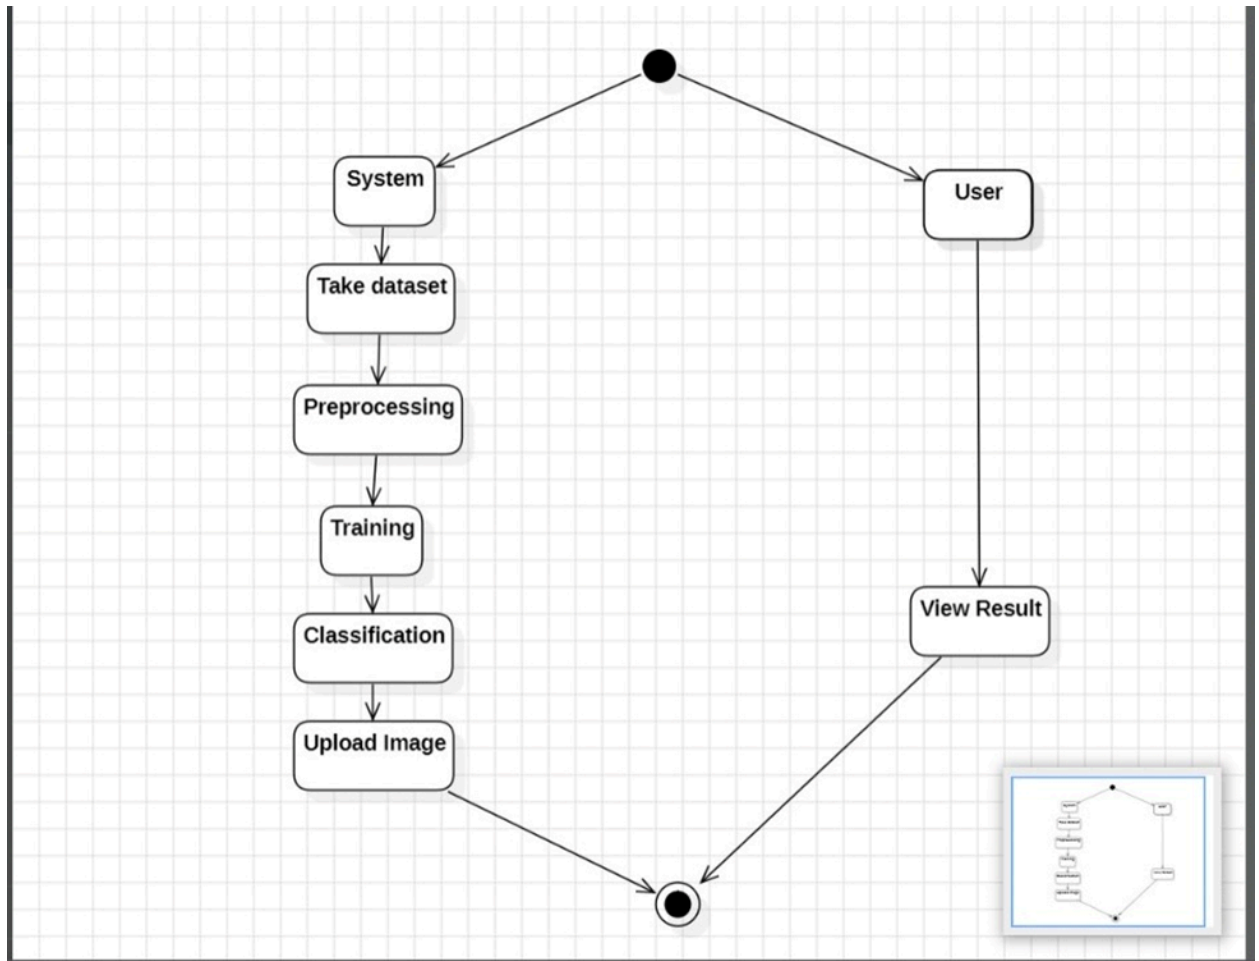 System
User
Take dataset
Preprocessing
Training
Classification
View Result
Upload Image